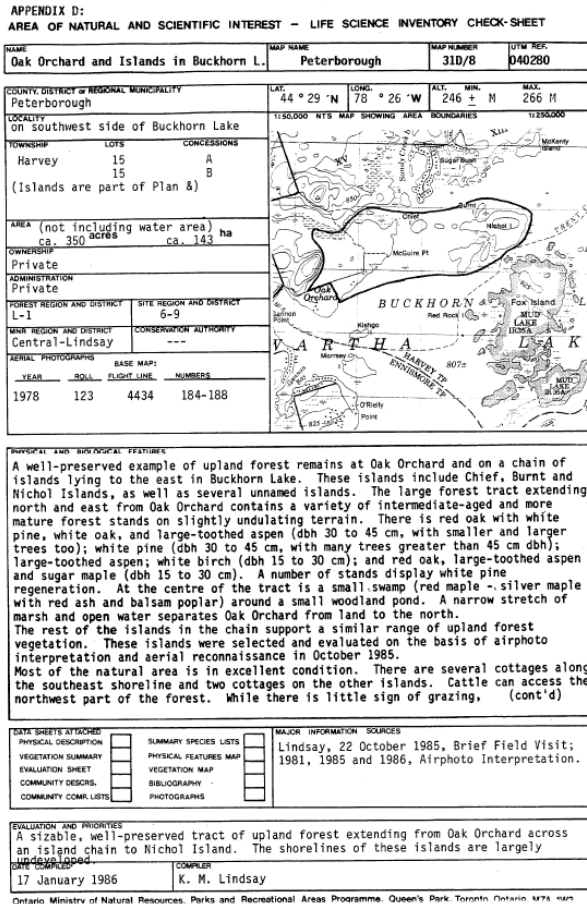 APPENDIX D:
AREA OF NATURAL AND SCIENTIFIC INTEREST – LIFE SCIENCE INVENTORY CHECK-SHEET
NAME
Oak Orchard and Islands in Buckhorn L.
MAP NAME
Peterborough
MAP NUMBER
31D/8
UTM REF.
040280
COUNTY, DISTRICT or REGIONAL MUNICIPALITY
Peterborough
LAT. LONG. ALT. MIN. MAX.
44 ° 29 'N 78 ° 26 'W 246 ± M 266 M
LOCALITY
on southwest side of Buckhorn Lake
1:50,000 NTS MAP SHOWING AREA BOUNDARIES 1:250,000
TOWNSHIP LOTS CONCESSIONS
Harvey 15 A
15 B
(Islands are part of Plan &)
AREA (not including water area)
ca. 350 acres ca. 143 ha
OWNERSHIP
Private
ADMINISTRATION
Private
FOREST REGION AND DISTRICT
L-1
SITE REGION AND DISTRICT
6-9
MNR REGION AND DISTRICT
Central-Lindsay
CONSERVATION AUTHORITY
---
AERIAL PHOTOGRAPHS
BASE MAP:
YEAR ROLL FLIGHT LINE NUMBERS
1978 123 4434 184-188
XIII
McKenty Island
Sandy Creek
Sugar Bush
XV
850
Burnt
Chief
Nichol I
McGuire Pt
Oak Orchard
BUCKHORN
Fox Island
825
Red Rock
MUD LAKE
IR35A
Gannon Point
Kishgo
VARTHA LAK
Morrisey
HARVEY TP
ENNISMORE TP
807±
MUD LAKE
IR35A
O'Rielly Point
825
PHYSICAL AND BIOLOGICAL FEATURES
A well-preserved example of upland forest remains at Oak Orchard and on a chain of
islands lying to the east in Buckhorn Lake. These islands include Chief, Burnt and
Nichol Islands, as well as several unnamed islands. The large forest tract extending
north and east from Oak Orchard contains a variety of intermediate-aged and more
mature forest stands on slightly undulating terrain. There is red oak with white
pine, white oak, and large-toothed aspen (dbh 30 to 45 cm, with smaller and larger
trees too); white pine (dbh 30 to 45 cm, with many trees greater than 45 cm dbh);
large-toothed aspen; white birch (dbh 15 to 30 cm); and red oak, large-toothed aspen
and sugar maple (dbh 15 to 30 cm). A number of stands display white pine
regeneration. At the centre of the tract is a small swamp (red maple - silver maple
with red ash and balsam poplar) around a small woodland pond. A narrow stretch of
marsh and open water separates Oak Orchard from land to the north.
The rest of the islands in the chain support a similar range of upland forest
vegetation. These islands were selected and evaluated on the basis of airphoto
interpretation and aerial reconnaissance in October 1985.
Most of the natural area is in excellent condition. There are several cottages along
the southeast shoreline and two cottages on the other islands. Cattle can access the
northwest part of the forest. While there is little sign of grazing, (cont'd)
DATA SHEETS ATTACHED
PHYSICAL DESCRIPTION SUMMARY SPECIES LISTS
VEGETATION SUMMARY PHYSICAL FEATURES MAP
EVALUATION SHEET VEGETATION MAP
COMMUNITY DESCRS. BIBLIOGRAPHY
COMMUNITY COMP. LISTS PHOTOGRAPHS
MAJOR INFORMATION SOURCES
Lindsay, 22 October 1985, Brief Field Visit;
1981, 1985 and 1986, Airphoto Interpretation.
EVALUATION AND PRIORITIES
A sizable, well-preserved tract of upland forest extending from Oak Orchard across
an island chain to Nichol Island. The shorelines of these islands are largely
undeveloped.
DATE COMPILED
17 January 1986
COMPILER
K. M. Lindsay
Ontario Ministry of Natural Resources, Parks and Recreational Areas Programme, Queen's Park, Toronto Ontario